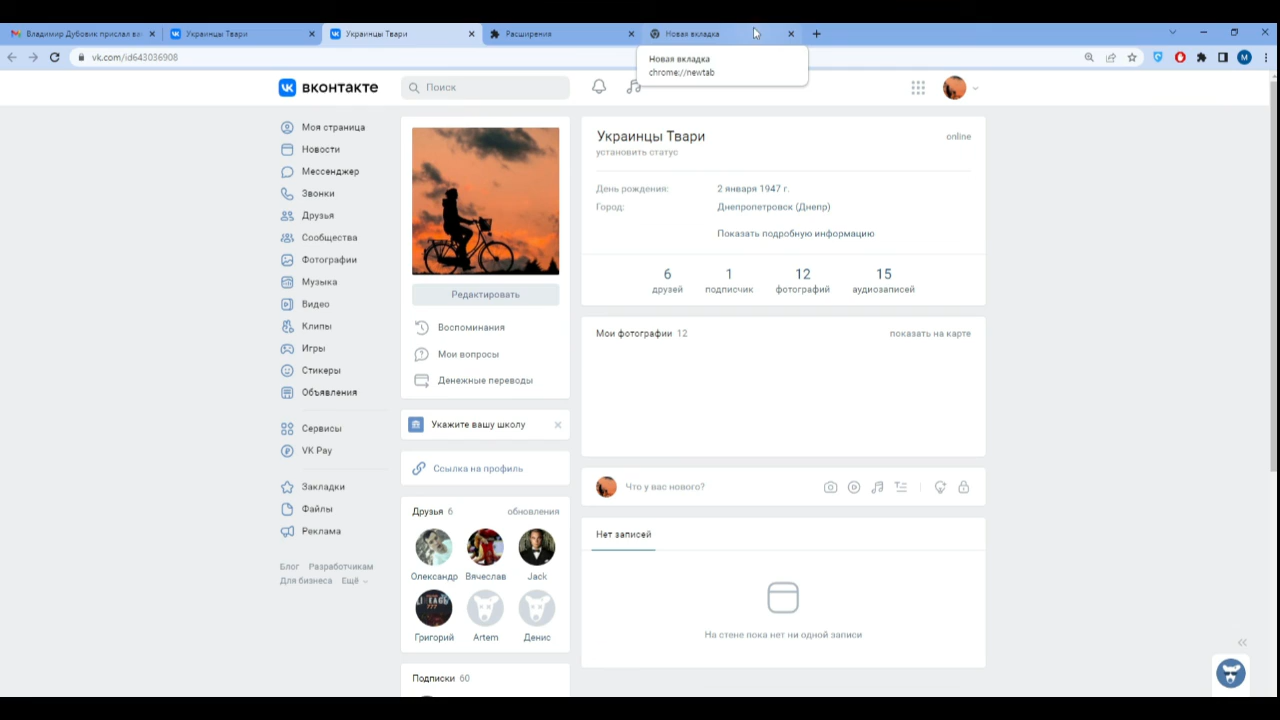 Владимир Дубовик прислал ва
Украинцы Твари
Украинцы Твари
Расширения
Новая вкладка
vk.com/id643036908
M
Новая вкладка
chrome://newtab
вконтакте
Поиск
Моя страница
Новости
Мессенджер
Звонки
Друзья
Сообщества
Фотографии
Музыка
Видео
Клипы
Игры
Стикеры
Объявления
Сервисы
VK Pay
Закладки
Файлы
Реклама
Блог Разработчикам
Для бизнеса Ещё
Редактировать
Воспоминания
Мои вопросы
Денежные переводы
Укажите вашу школу
Ссылка на профиль
Друзья 6 обновления
Олександр Вячеслав Jack
Григорий Artem Денис
Подписки 60
Украинцы Твари
online
установить статус
День рождения: 2 января 1947 г.
Город: Днепропетровск (Днепр)
Показать подробную информацию
6 1 12 15
друзей подписчик фотографий аудиозаписей
Мои фотографии 12 показать на карте
Что у вас нового?
Нет записей
На стене пока нет ни одной записи